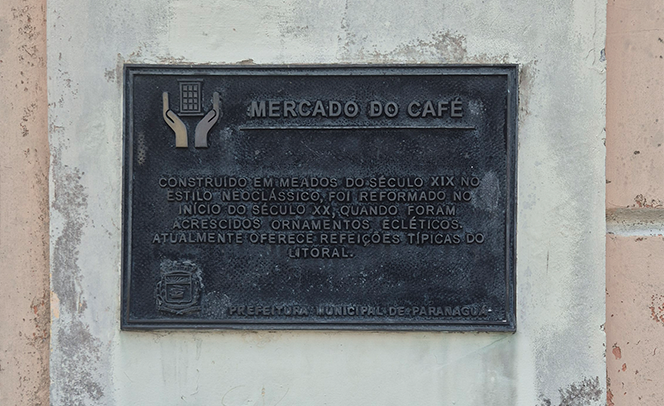 MERCADO DO CAFÉ
CONSTRUÍDO EM MEADOS DO SÉCULO XIX NO
ESTILO NEOCLÁSSICO, FOI REFORMADO NO
INÍCIO DO SÉCULO XX, QUANDO FORAM
ACRESCIDOS ORNAMENTOS ECLÉTICOS.
ATUALMENTE OFERECE REFEIÇÕES TÍPICAS DO
LITORAL.
PREFEITURA MUNICIPAL DE PARANAGUÁ